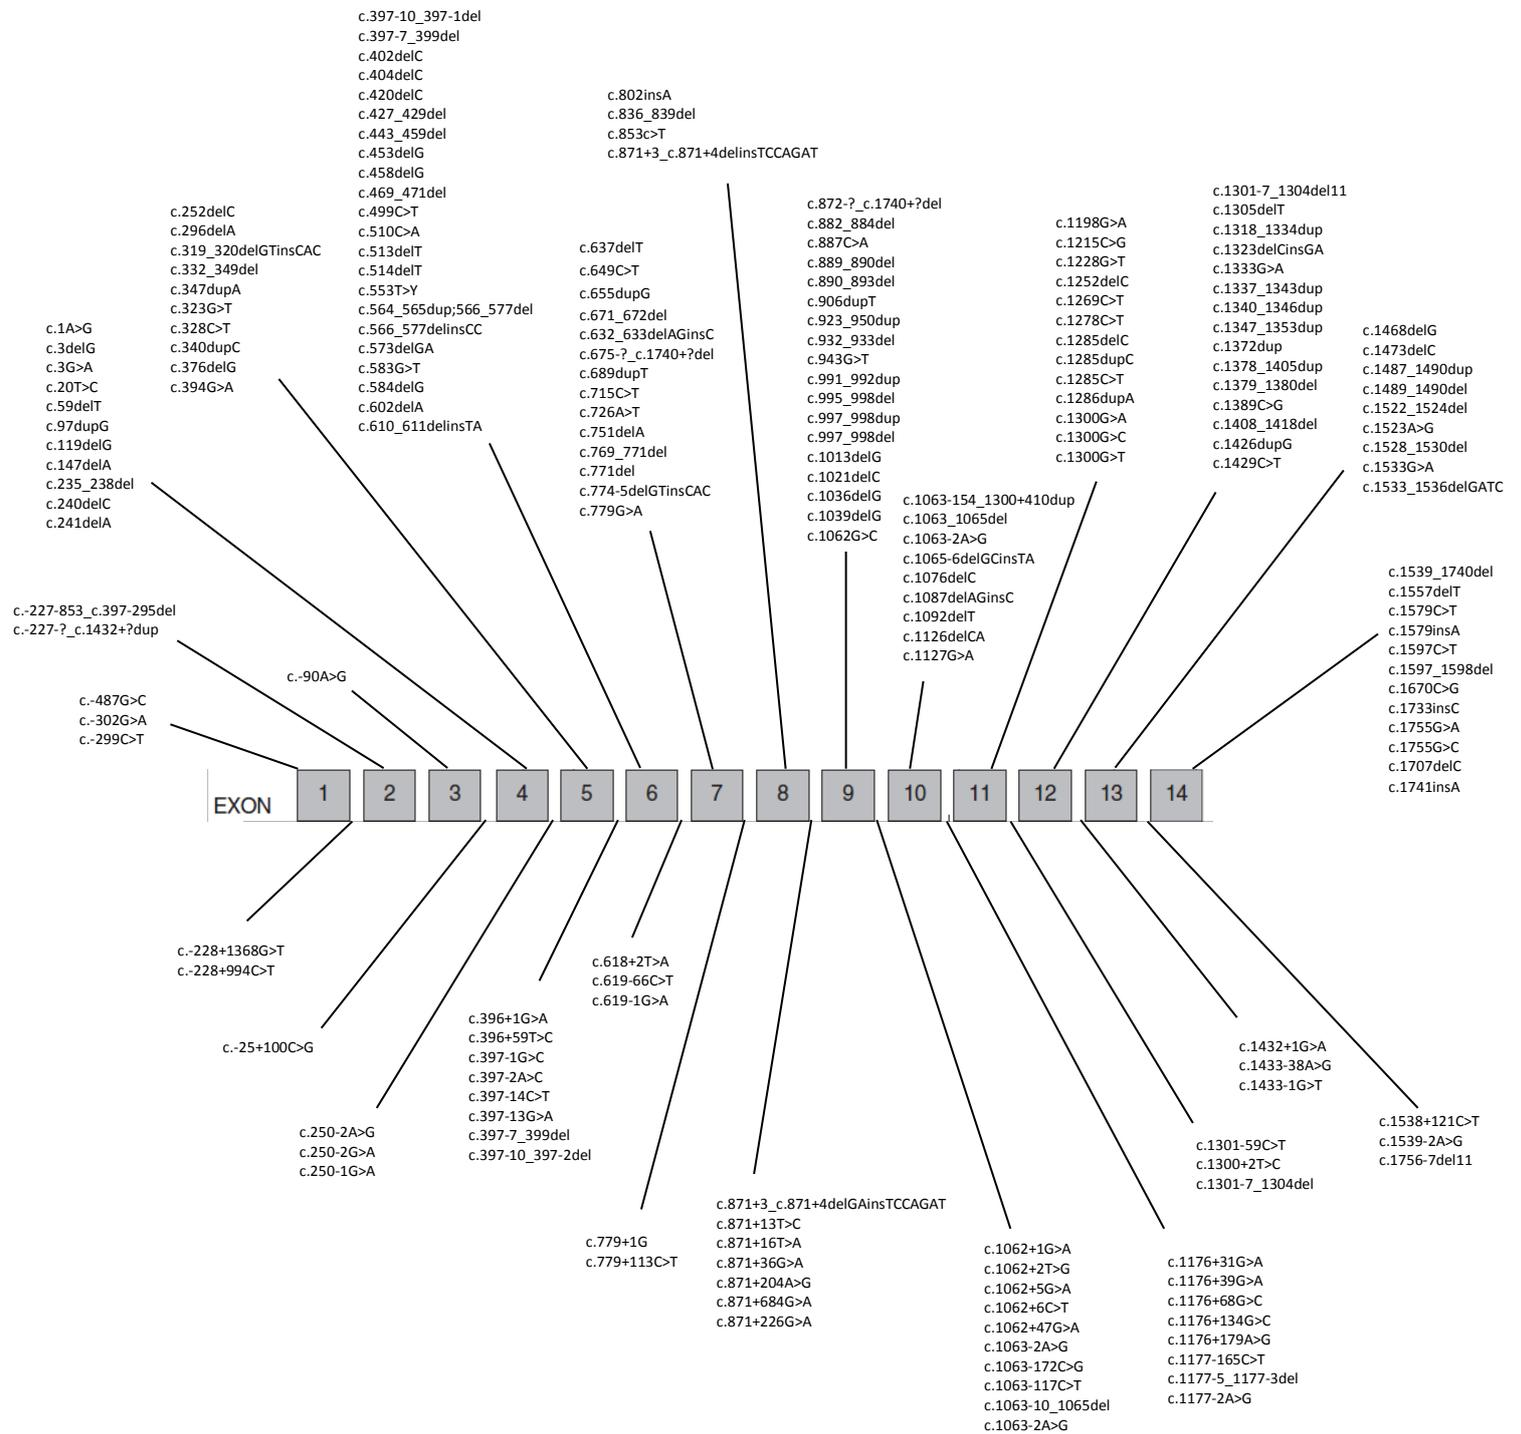 c.397-10_397-1del
c.397-7_399del
c.402delC
c.404delC
c.420delC
c.427_429del
c.443_459del
c.453delG
c.458delG
c.469_471del
c.499C>T
c.510C>A
c.513delT
c.514delT
c.553T>Y
c.564_565dup;566_577del
c.566_577delinsCC
c.573delGA
c.583G>T
c.584delG
c.602delA
c.610_611delinsTA
c.802insA
c.836_839del
c.853c>T
c.871+3_c.871+4delinsTCCAGAT
c.252delC
c.296delA
c.319_320delGTinsCAC
c.332_349del
c.347dupA
c.323G>T
c.328C>T
c.340dupC
c.376delG
c.394G>A
c.1A>G
c.3delG
c.3G>A
c.20T>C
c.59delT
c.97dupG
c.119delG
c.147delA
c.235_238del
c.240delC
c.241delA
c.637delT
c.649C>T
c.655dupG
c.671_672del
c.632_633delAGinsC
c.675-?_c.1740+?del
c.689dupT
c.715C>T
c.726A>T
c.751delA
c.769_771del
c.771del
c.774-5delGTinsCAC
c.779G>A
c.872-?_c.1740+?del
c.882_884del
c.887C>A
c.889_890del
c.890_893del
c.906dupT
c.923_950dup
c.932_933del
c.943G>T
c.991_992dup
c.995_998del
c.997_998dup
c.997_998del
c.1013delG
c.1021delC
c.1036delG
c.1039delG
c.1062G>C
c.1063-154_1300+410dup
c.1063_1065del
c.1063-2A>G
c.1065-6delGCinsTA
c.1076delC
c.1087delAGinsC
c.1092delT
c.1126delCA
c.1127G>A
c.1198G>A
c.1215C>G
c.1228G>T
c.1252delC
c.1269C>T
c.1278C>T
c.1285delC
c.1285dupC
c.1285C>T
c.1286dupA
c.1300G>A
c.1300G>C
c.1300G>T
c.1301-7_1304del11
c.1305delT
c.1318_1334dup
c.1323delCinsGA
c.1333G>A
c.1337_1343dup
c.1340_1346dup
c.1347_1353dup
c.1372dup
c.1378_1405dup
c.1379_1380del
c.1389C>G
c.1408_1418del
c.1426dupG
c.1429C>T
c.1468delG
c.1473delC
c.1487_1490dup
c.1489_1490del
c.1522_1524del
c.1523A>G
c.1528_1530del
c.1533G>A
c.1533_1536delGATC
c.1539_1740del
c.1557delT
c.1579C>T
c.1579insA
c.1597C>T
c.1597_1598del
c.1670C>G
c.1733insC
c.1755G>A
c.1755G>C
c.1707delC
c.1741insA
c.-227-853_c.397-295del
c.-227-?_c.1432+?dup
c.-90A>G
c.-487G>C
c.-302G>A
c.-299C>T
EXON 1 2 3 4 5 6 7 8 9 10 11 12 13 14
c.-228+1368G>T
c.-228+994C>T
c.-25+100C>G
c.250-2A>G
c.250-2G>A
c.250-1G>A
c.396+1G>A
c.396+59T>C
c.397-1G>C
c.397-2A>C
c.397-14C>T
c.397-13G>A
c.397-7_399del
c.397-10_397-2del
c.618+2T>A
c.619-66C>T
c.619-1G>A
c.779+1G
c.779+113C>T
c.871+3_c.871+4delGAinsTCCAGAT
c.871+13T>C
c.871+16T>A
c.871+36G>A
c.871+204A>G
c.871+684G>A
c.871+226G>A
c.1062+1G>A
c.1062+2T>G
c.1062+5G>A
c.1062+6C>T
c.1062+47G>A
c.1063-2A>G
c.1063-172C>G
c.1063-117C>T
c.1063-10_1065del
c.1063-2A>G
c.1176+31G>A
c.1176+39G>A
c.1176+68G>C
c.1176+134G>C
c.1176+179A>G
c.1177-165C>T
c.1177-5_1177-3del
c.1177-2A>G
c.1301-59C>T
c.1300+2T>C
c.1301-7_1304del
c.1432+1G>A
c.1433-38A>G
c.1433-1G>T
c.1538+121C>T
c.1539-2A>G
c.1756-7del11